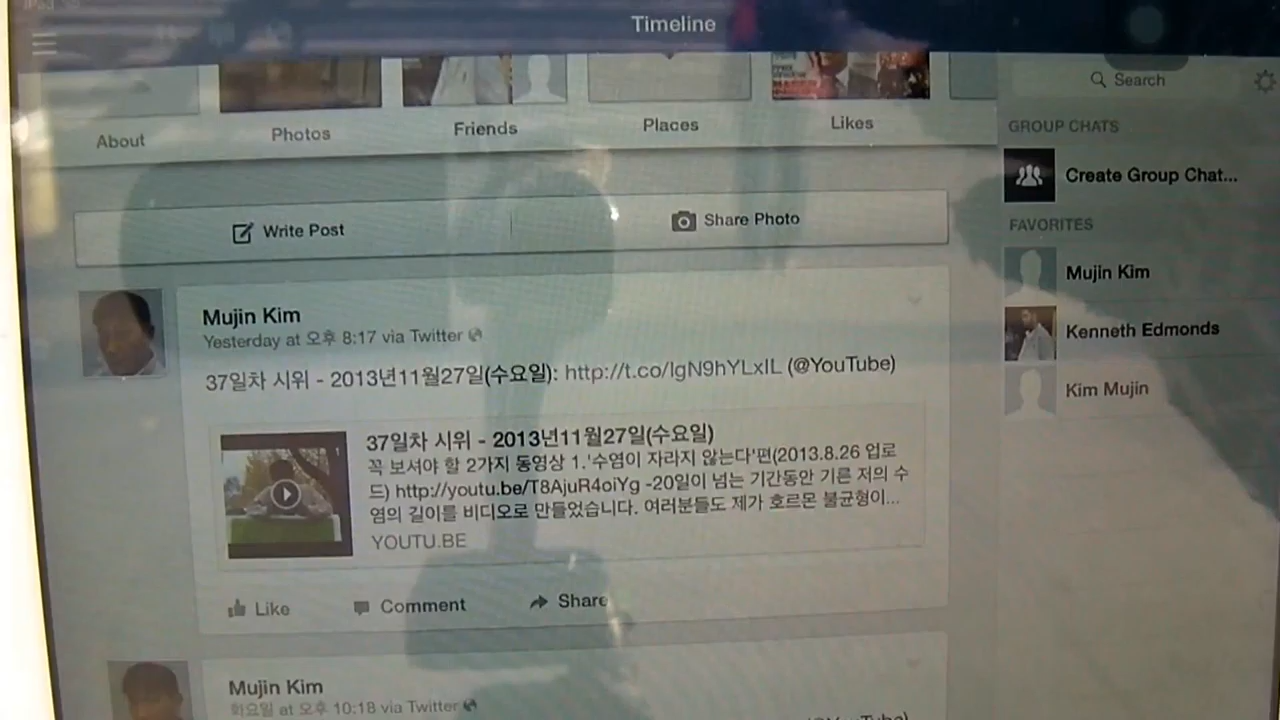 Timeline
Search
About
Photos
Friends
Places
Likes
GROUP CHATS
Create Group Chat...
FAVORITES
Mujin Kim
Kenneth Edmonds
Kim Mujin
Write Post
Share Photo
Mujin Kim
Yesterday at 오후 8:17 via Twitter
37일차 시위 - 2013년11월27일(수요일): http://t.co/lgN9hYLxIL (@YouTube)
37일차 시위 - 2013년11월27일(수요일)
꼭 보셔야 할 2가지 동영상 1.'수염이 자라지 않는다'편(2013.8.26 업로
드) http://youtu.be/T8AjuR4oiYg -20일이 넘는 기간동안 기른 저의 수
염의 길이를 비디오로 만들었습니다. 여러분들도 제가 호르몬 불균형이...
YOUTU.BE
Like
Comment
Share
Mujin Kim
화요일 at 오후 10:18 via Twitter
(@YouTube)